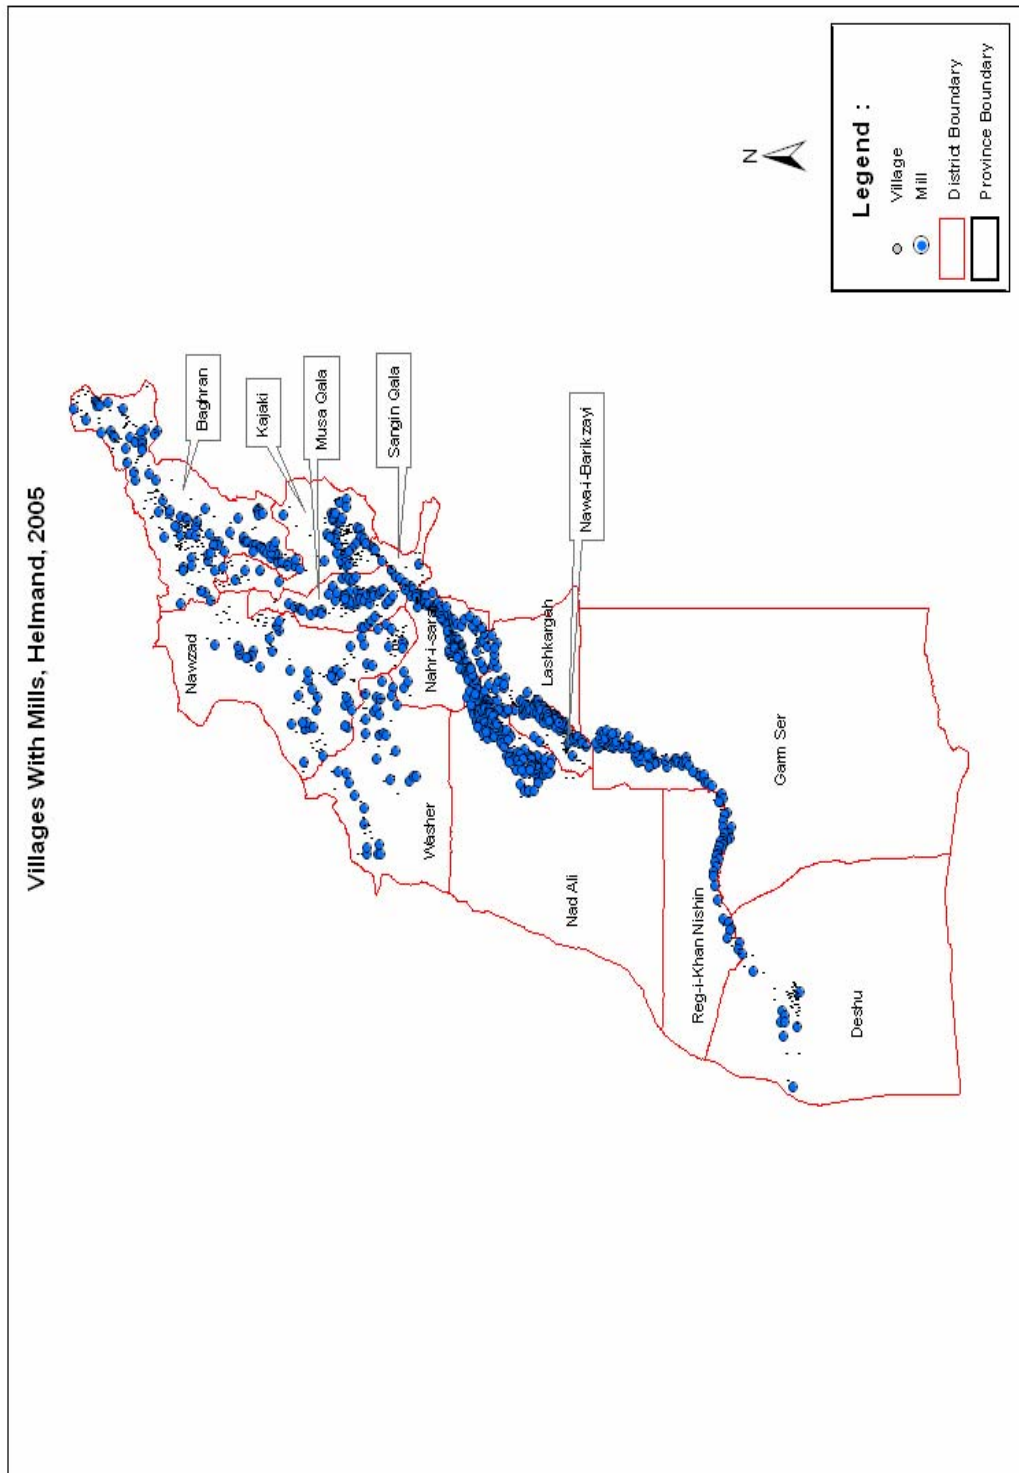 Villages With Mills, Helmand, 2005
N
Baghran
Kajaki
Musa Qala
Sangin Qala
Nawa-i-Barikzayi
Nawzad
Nahr-i-sara
Lashkargah
Washer
Nad Ali
Reg-i-Khan Nishin
Garm Ser
Deshu
Legend :
Village
Mill
District Boundary
Province Boundary